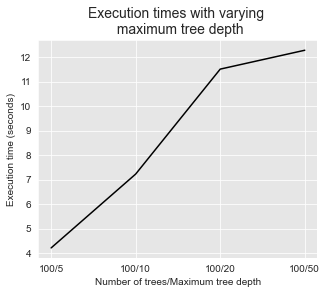 Execution times with varying
maximum tree depth
12
11
10
9
8
7
6
5
4
Execution time (seconds)
100/5 100/10 100/20 100/50
Number of trees/Maximum tree depth